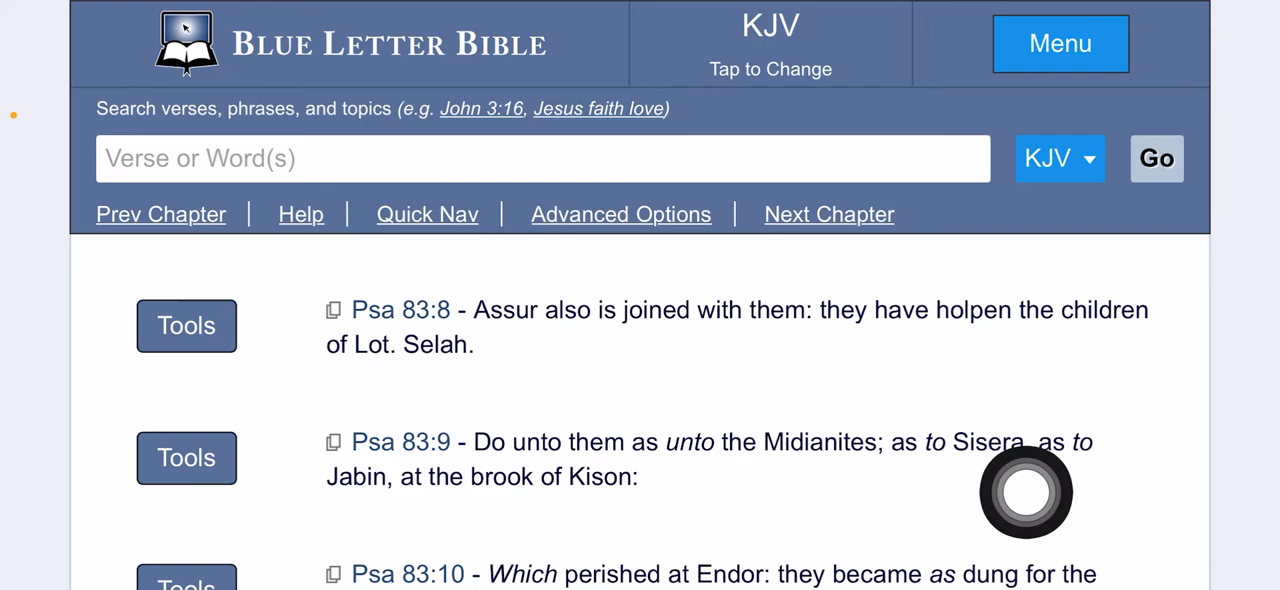 BLUE LETTER BIBLE
KJV
Tap to Change
Menu
Search verses, phrases, and topics (e.g. John 3:16, Jesus faith love)
Verse or Word(s)
KJV
Go
Prev Chapter | Help | Quick Nav | Advanced Options | Next Chapter
Tools
Psa 83:8 - Assur also is joined with them: they have holpen the children
of Lot. Selah.
Tools
Psa 83:9 - Do unto them as unto the Midianites; as to Sisera, as to
Jabin, at the brook of Kison:
Tools
Psa 83:10 - Which perished at Endor: they became as dung for the